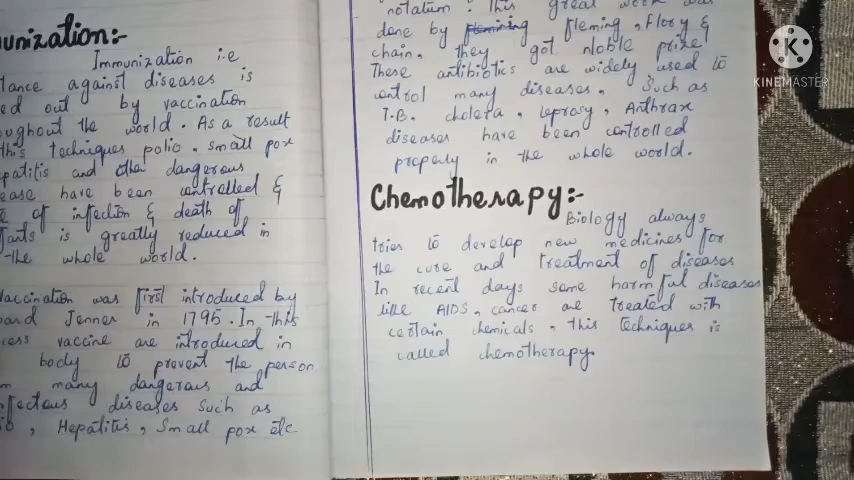 unization:-
Immunization i.e
tance against diseases is
ed out by vaccination
oughout the world. As a result
this techniques polio, small pox
patitis and other dangerous
ease have been controlled &
e of infection & death of
fants is greatly reduced in
the whole world.
Vaccination was first introduced by
ward Jenner in 1795. In this
cess vaccine are introduced in
body to prevent the person
m many dangerous and
nfectous diseases such as
io, Hepatitis, Small pox etc
notation. This great work was
done by fleming, Flory &
chain. they got Noble prize
These antibiotics are widely used to
control many diseases. Such as
T.B. cholera, leprosy, Anthrax
diseases have been controlled
properly in the whole world.
Chemotherapy:-
Biology always
tries to develop new medicines for
the cure and treatment of diseases
In recent days some harmful diseases
like AIDS, cancer are treated with
certain chemicals, this techniques is
called chemotherapy.
K
KINEMASTER